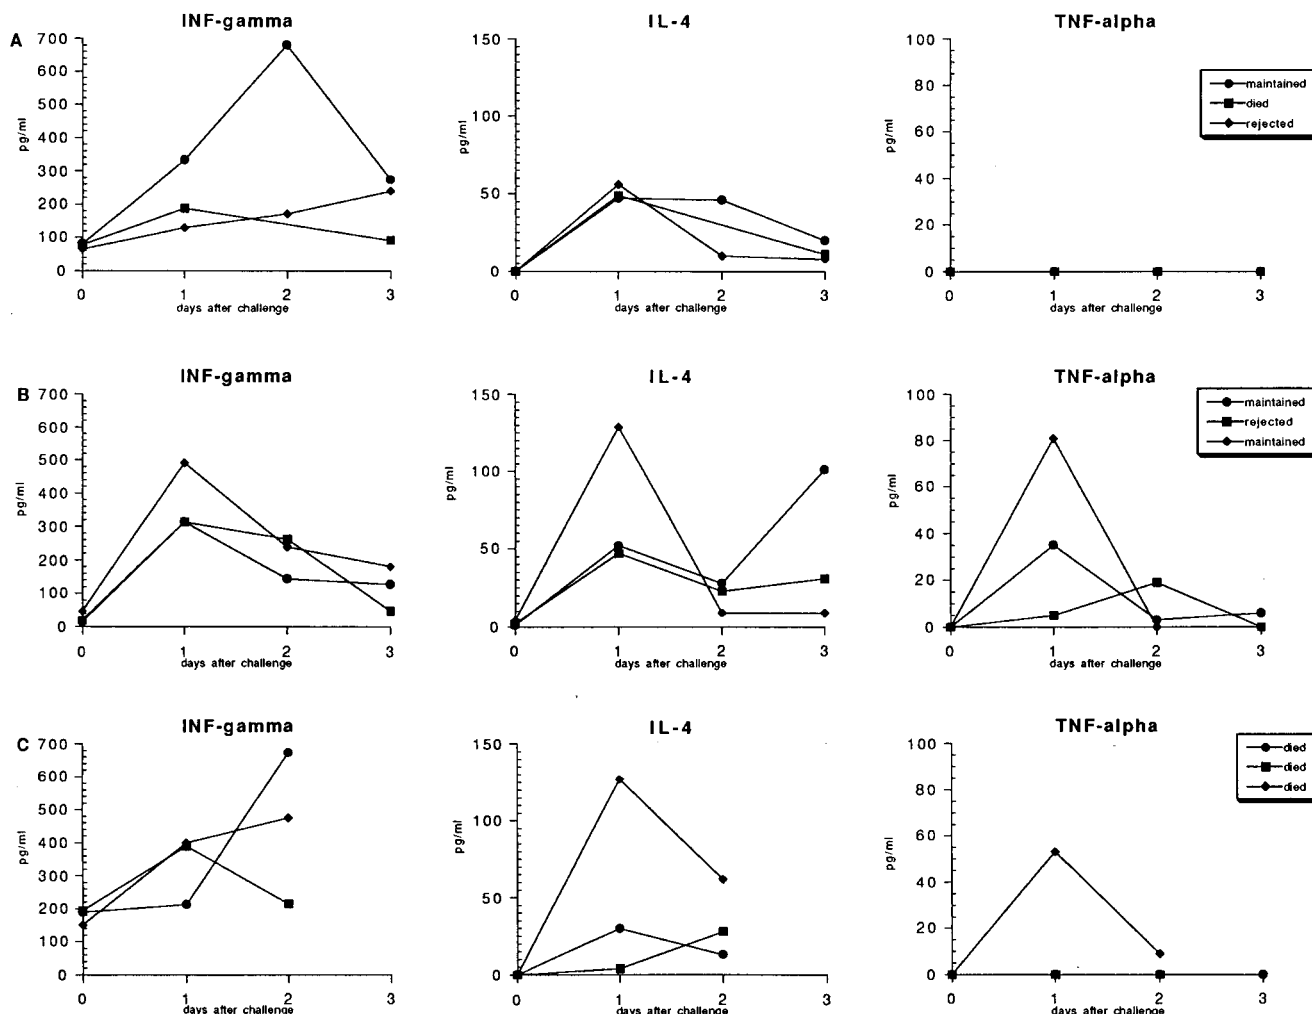 INF-gamma
IL-4
TNF-alpha
A
700
600
500
400
300
200
100
0
pg/ml
0 1 2 3
days after challenge
150
100
50
0
pg/ml
0 1 2 3
days after challenge
100
80
60
40
20
0
pg/ml
0 1 2 3
days after challenge
maintained
died
rejected
INF-gamma
IL-4
TNF-alpha
B
700
600
500
400
300
200
100
0
pg/ml
0 1 2 3
days after challenge
150
100
50
0
pg/ml
0 1 2 3
days after challenge
100
80
60
40
20
0
pg/ml
0 1 2 3
days after challenge
maintained
rejected
maintained
INF-gamma
IL-4
TNF-alpha
C
700
600
500
400
300
200
100
0
pg/ml
0 1 2 3
days after challenge
150
100
50
0
pg/ml
0 1 2 3
days after challenge
100
80
60
40
20
0
pg/ml
0 1 2 3
days after challenge
died
died
died